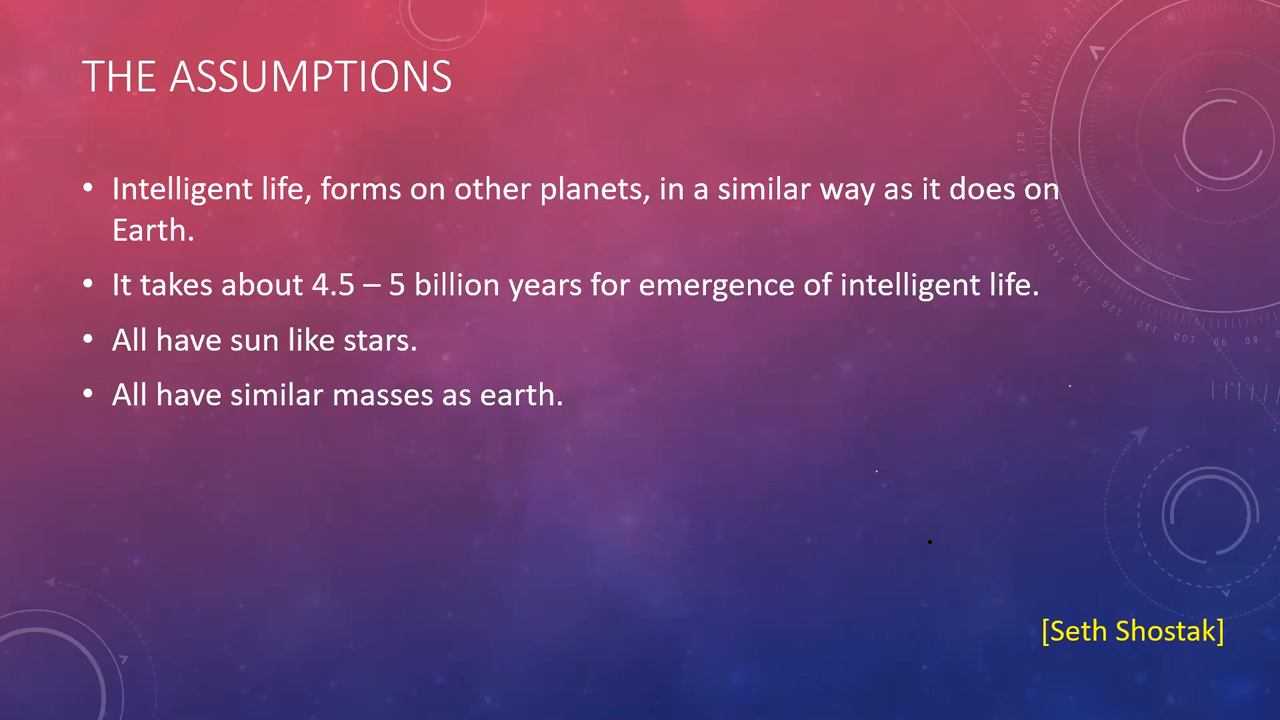 THE ASSUMPTIONS
• Intelligent life, forms on other planets, in a similar way as it does on
Earth.
• It takes about 4.5 – 5 billion years for emergence of intelligent life.
• All have sun like stars.
• All have similar masses as earth.
[Seth Shostak]